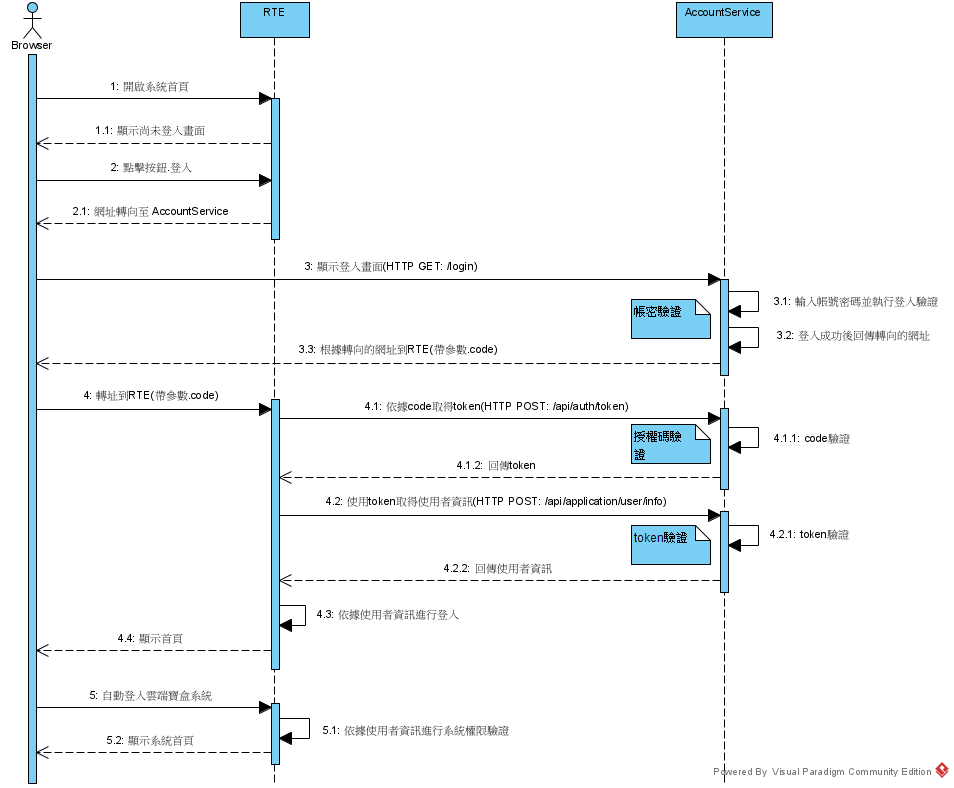 RTE
AccountService
Browser
1: 開啟系統首頁
1.1: 顯示尚未登入畫面
2: 點擊按鈕.登入
2.1: 網址轉向至 AccountService
3: 顯示登入畫面(HTTP GET: /login)
3.1: 輸入帳號密碼並執行登入驗證
帳密驗證
3.2: 登入成功後回傳轉向的網址
3.3: 根據轉向的網址到RTE(帶參數.code)
4: 轉址到RTE(帶參數.code)
4.1: 依據code取得token(HTTP POST: /api/auth/token)
授權碼驗
證
4.1.1: code驗證
4.1.2: 回傳token
4.2: 使用token取得使用者資訊(HTTP POST: /api/application/user/info)
token驗證
4.2.1: token驗證
4.2.2: 回傳使用者資訊
4.3: 依據使用者資訊進行登入
4.4: 顯示首頁
5: 自動登入雲端寶盒系統
5.1: 依據使用者資訊進行系統權限驗證
5.2: 顯示系統首頁
Powered By Visual Paradigm Community Edition